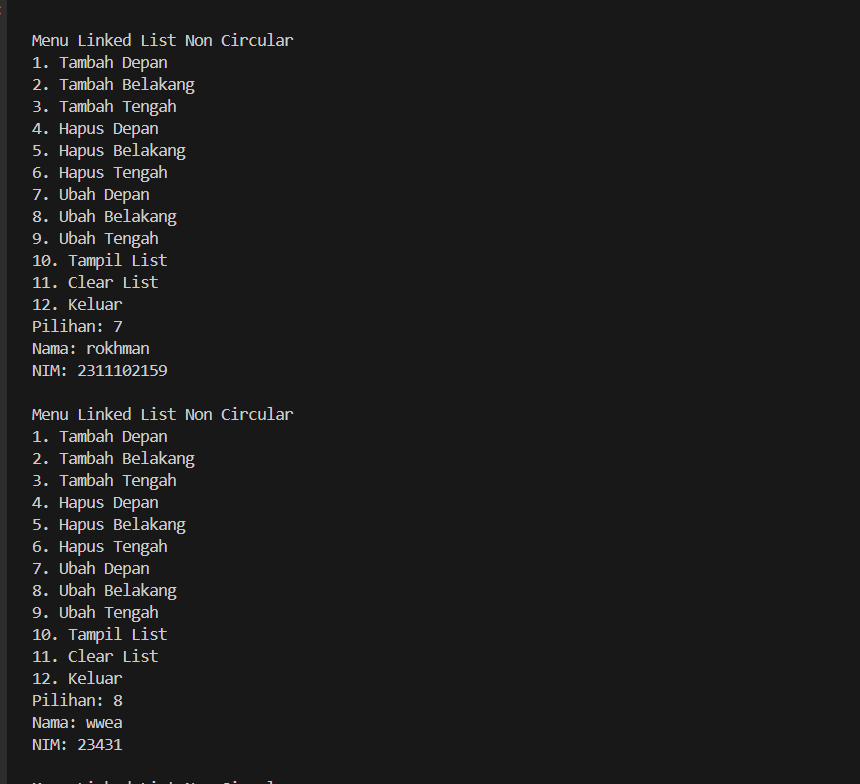 Menu Linked List Non Circular
1. Tambah Depan
2. Tambah Belakang
3. Tambah Tengah
4. Hapus Depan
5. Hapus Belakang
6. Hapus Tengah
7. Ubah Depan
8. Ubah Belakang
9. Ubah Tengah
10. Tampil List
11. Clear List
12. Keluar
Pilihan: 7
Nama: rokhman
NIM: 2311102159
Menu Linked List Non Circular
1. Tambah Depan
2. Tambah Belakang
3. Tambah Tengah
4. Hapus Depan
5. Hapus Belakang
6. Hapus Tengah
7. Ubah Depan
8. Ubah Belakang
9. Ubah Tengah
10. Tampil List
11. Clear List
12. Keluar
Pilihan: 8
Nama: wwea
NIM: 23431